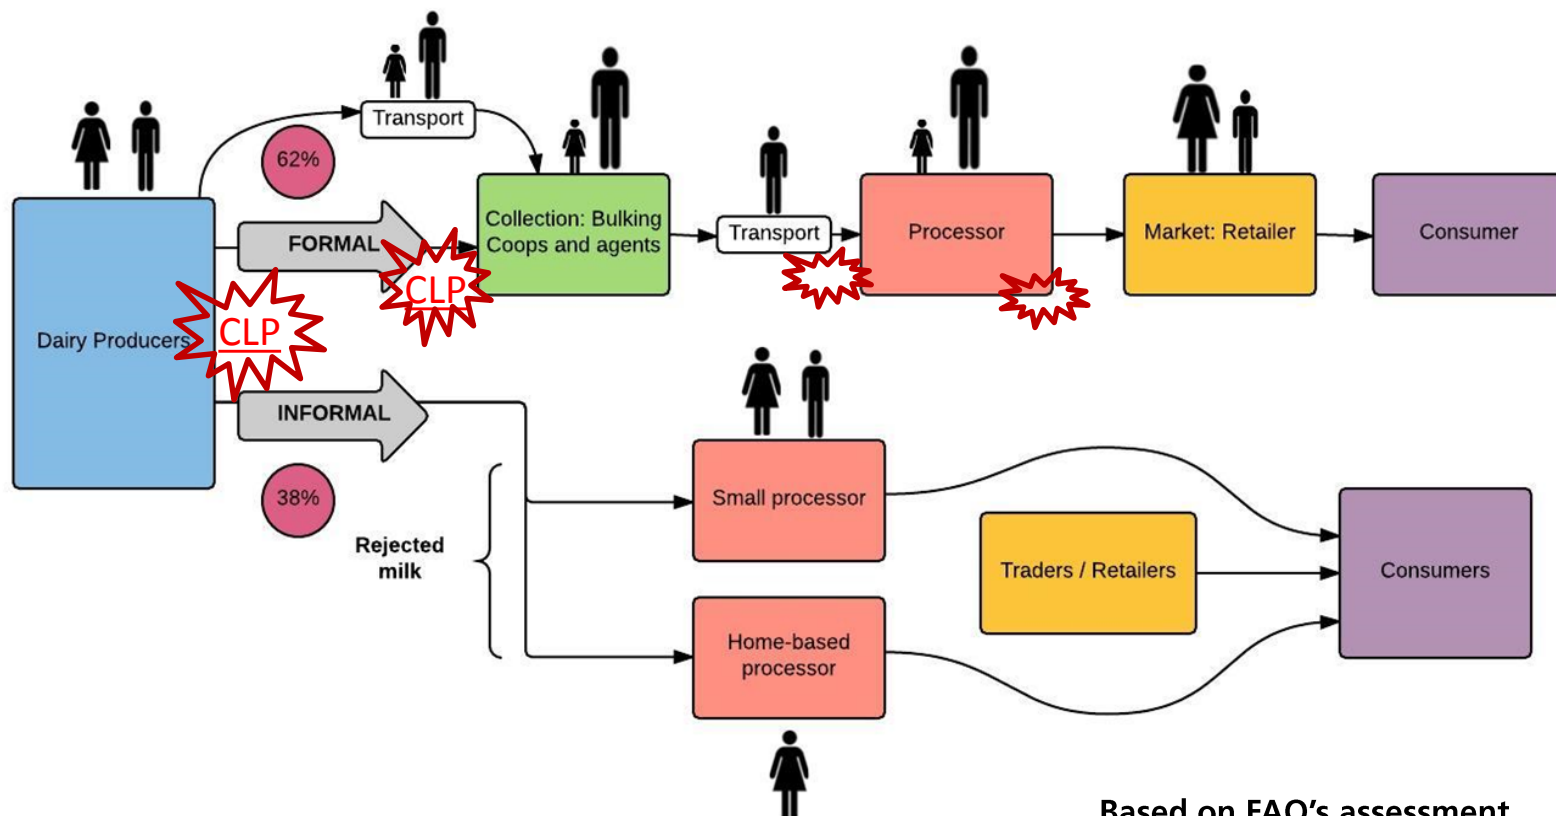 Transport
62%
FORMAL
CLP
Collection: Bulking
Coops and agents
Transport
Processor
Market: Retailer
Consumer
Dairy Producers
CLP
INFORMAL
38%
Rejected
milk
Small processor
Traders / Retailers
Consumers
Home-based
processor
Based on FAO's assessment